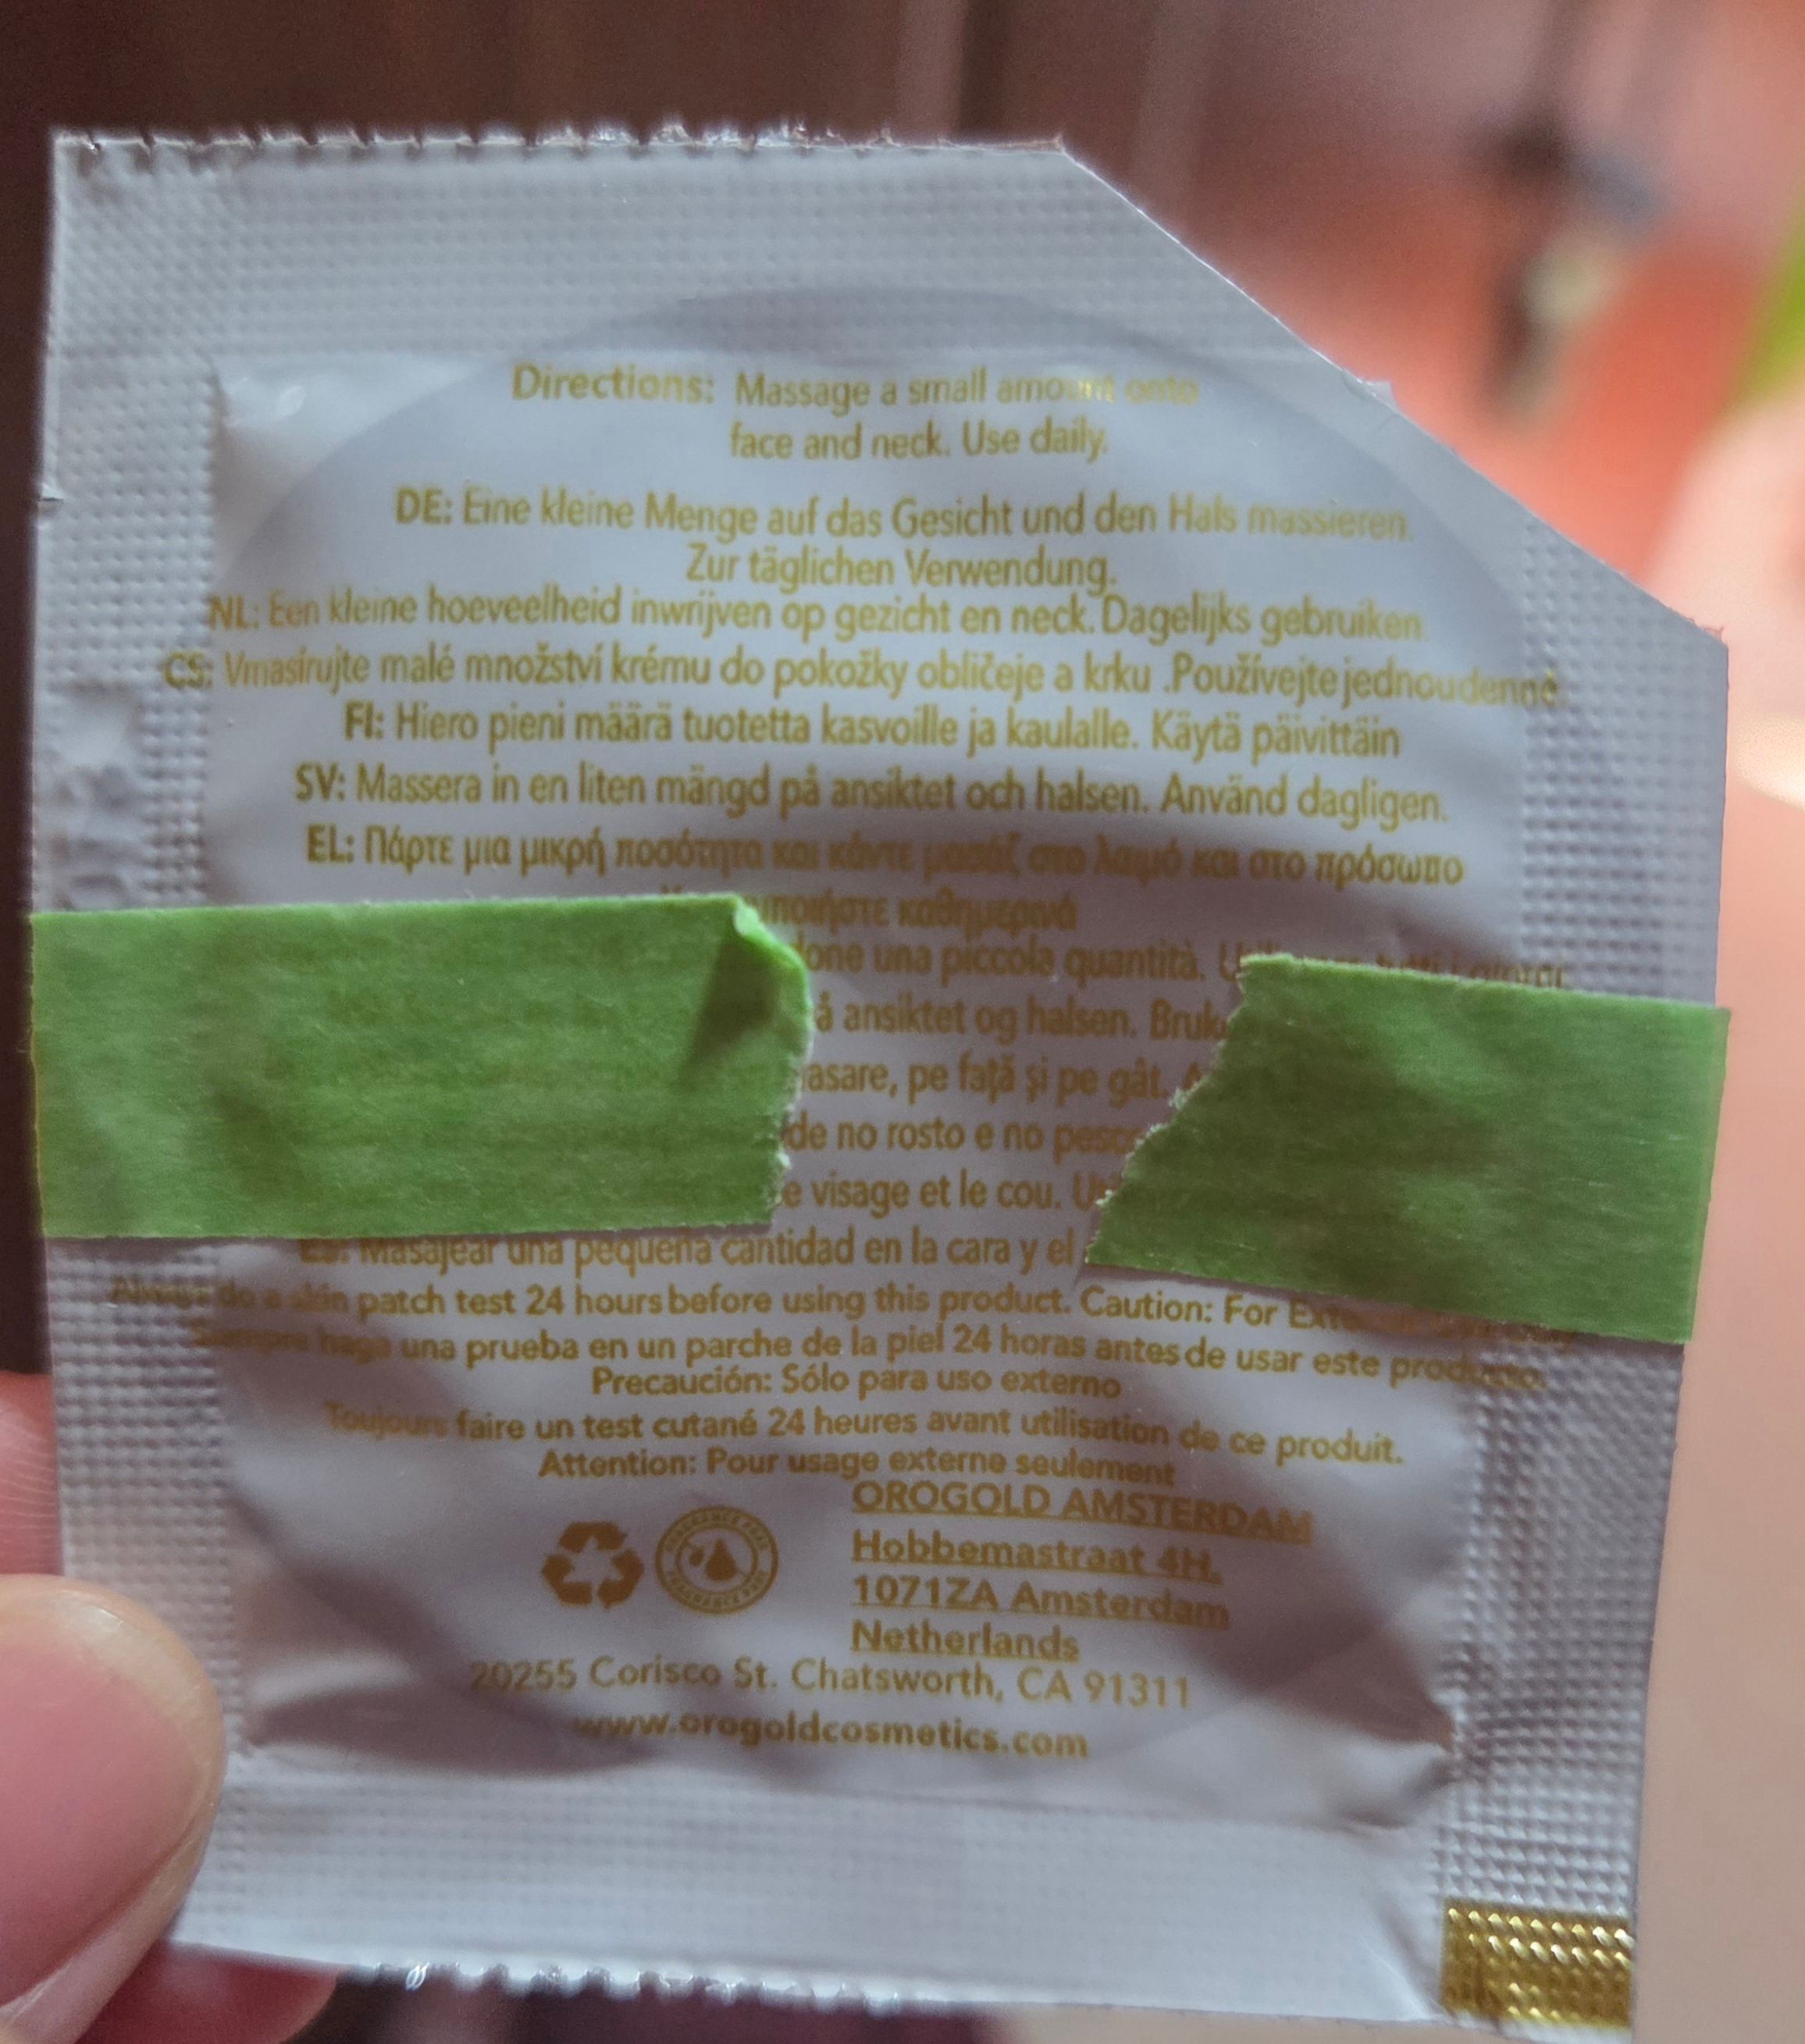 Directions: Massage a small amount onto
face and neck. Use daily.
DE: Eine kleine Menge auf das Gesicht und den Hals massieren.
Zur täglichen Verwendung.
NL: Een kleine hoeveelheid inwrijven op gezicht en neck. Dagelijks gebruiken.
CS: Vmasírujte malé množství krému do pokožky obličeje a krku .Používejte jednoudenně.
FI: Hiero pieni määrä tuotetta kasvoille ja kaulalle. Käytä päivittäin
SV: Massera in en liten mängd på ansiktet och halsen. Använd dagligen.
EL: Πάρτε μια μικρή ποσότητα και κάντε μασάζ στο λαιμό και στο πρόσωπο
καθημερινά
una piccola quantità.
ansiktet og halsen.
pe față și pe gât.
no rosto e no
visage et le cou.
Masajear una pequeña cantidad en la cara y el
Always do a skin patch test 24 hours before using this product. Caution: For
Siempre haga una prueba en un parche de la piel 24 horas antes de usar este producto.
Precaución: Sólo para uso externo
Toujours faire un test cutané 24 heures avant utilisation de ce produit.
Attention: Pour usage externe seulement
OROGOLD AMSTERDAM
Hobbemastraat 4H.
1071ZA Amsterdam
Netherlands
20255 Corisco St. Chatsworth, CA 91311
www.orogoldcosmetics.com